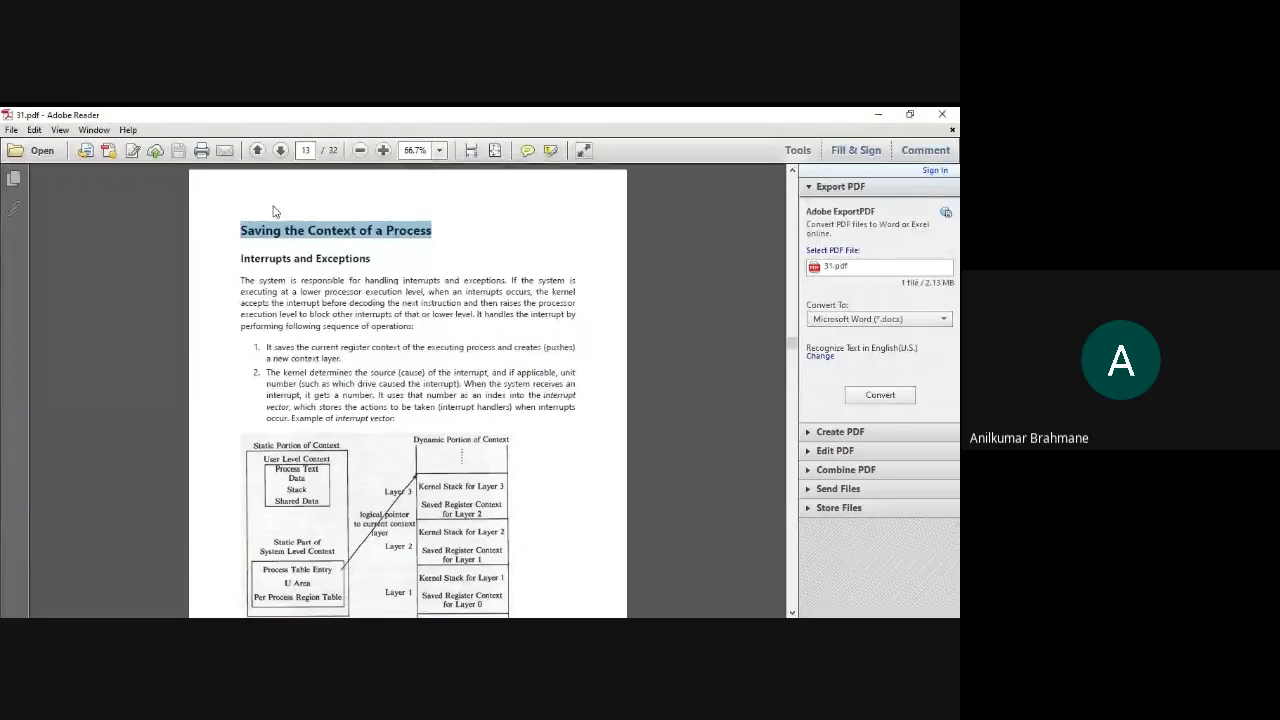 31.pdf - Adobe Reader
File Edit View Window Help
Open 13 / 32 66.7% Tools Fill & Sign Comment
Sign In
Saving the Context of a Process
Interrupts and Exceptions
The system is responsible for handling interrupts and exceptions. If the system is
executing at a lower processor execution level, when an interrupts occurs, the kernel
accepts the interrupt before decoding the next instruction and then raises the processor
execution level to block other interrupts of that or lower level. It handles the interrupt by
performing following sequence of operations:
1. It saves the current register context of the executing process and creates (pushes)
a new context layer.
2. The kernel determines the source (cause) of the interrupt, and if applicable, unit
number (such as which drive caused the interrupt). When the system receives an
interrupt, it gets a number. It uses that number as an index into the interrupt
vector, which stores the actions to be taken (interrupt handlers) when interrupts
occur. Example of interrupt vector:
Static Portion of Context
User Level Context
Process Text
Data
Stack
Shared Data
Static Part of
System Level Context
Process Table Entry
U Area
Per Process Region Table
logical pointer
to current context
layer
Dynamic Portion of Context
Layer 3
Kernel Stack for Layer 3
Saved Register Context
for Layer 2
Layer 2
Kernel Stack for Layer 2
Saved Register Context
for Layer 1
Layer 1
Kernel Stack for Layer 1
Saved Register Context
for Layer 0
Export PDF
Adobe ExportPDF
Convert PDF files to Word or Excel
online.
Select PDF File:
31.pdf
1 file / 2.13 MB
Convert To:
Microsoft Word (*.docx)
Recognize Text in English(U.S.)
Change
Convert
Create PDF
Edit PDF
Combine PDF
Send Files
Store Files
A
Anilkumar Brahmane